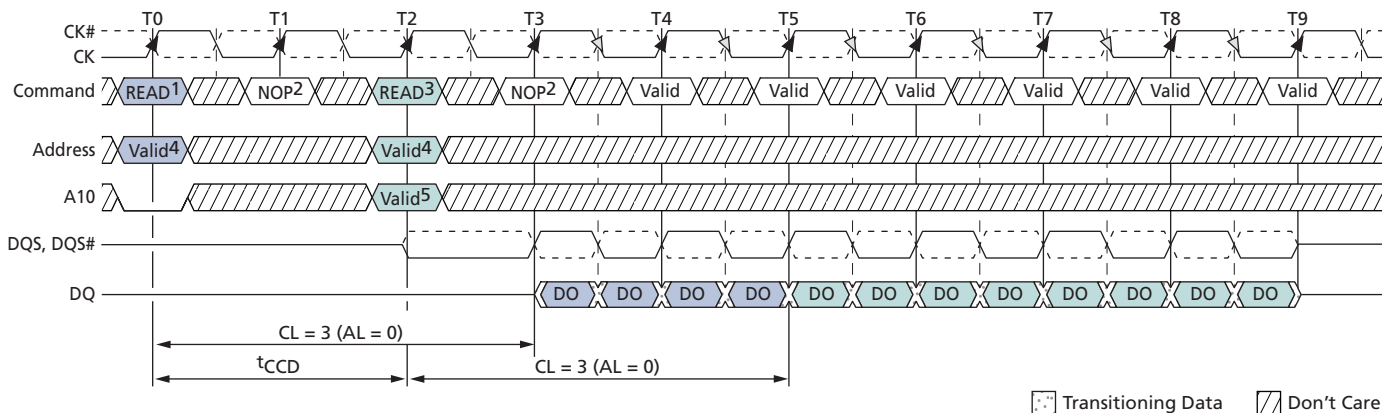 T0 T1 T2 T3 T4 T5 T6 T7 T8 T9
CK#
CK
Command READ1 NOP2 READ3 NOP2 Valid Valid Valid Valid Valid Valid
Address Valid4 Valid4
A10 Valid5
DQS, DQS#
DQ DO DO DO DO DO DO DO DO DO DO DO DO
CL = 3 (AL = 0)
tCCD CL = 3 (AL = 0)
Transitioning Data Don't Care